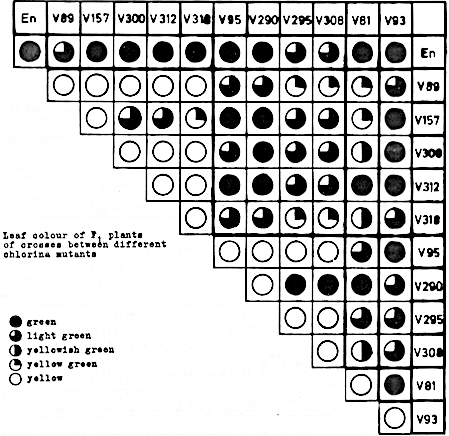 En V89 V157 V300 V312 V318 V95 V290 V295 V308 V81 V93
En
V89
V157
V300
V312
V318
Leaf colour of F1 plants
of crosses between different
chlorina mutants
V95
V290
green
V295
light green
yellowish green
V308
yellow green
yellow
V81
V93